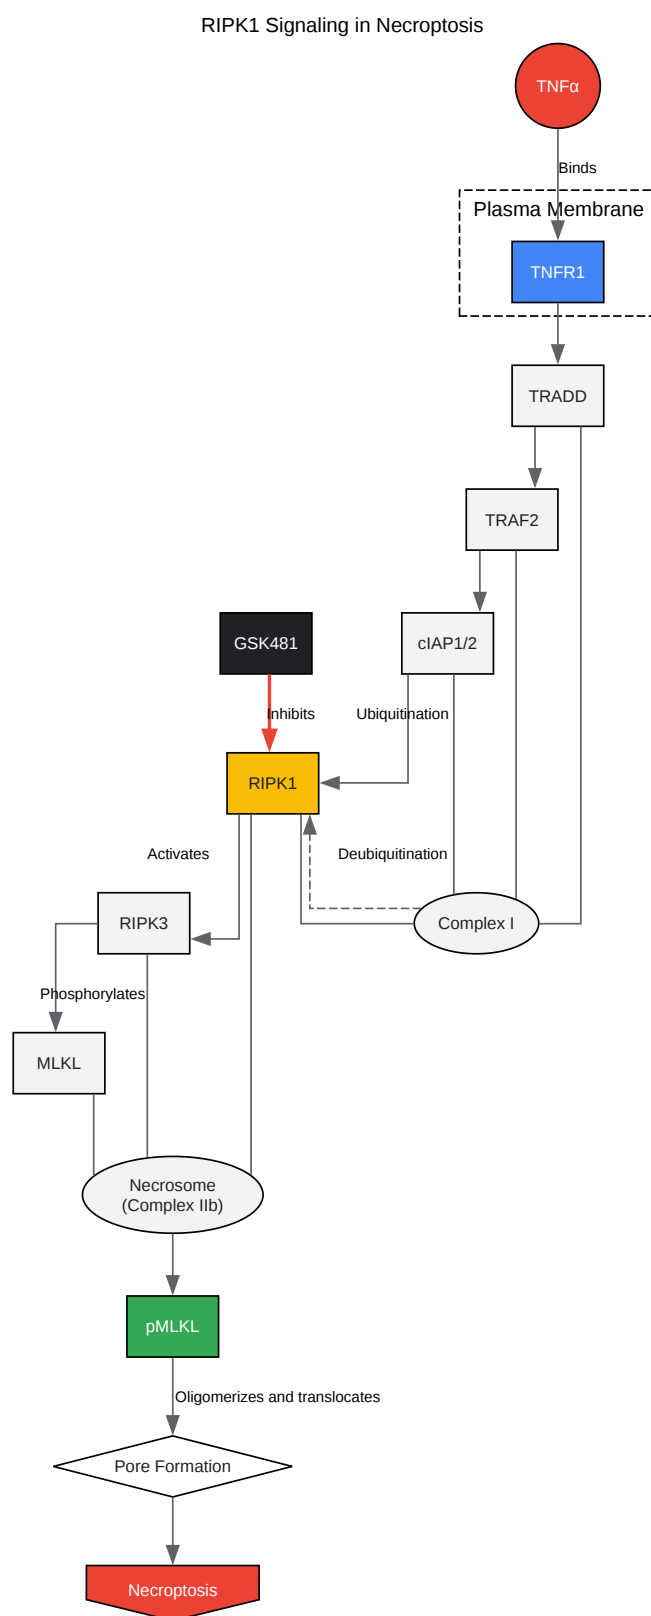 RIPK1 Signaling in Necroptosis
TNFα
Binds
Plasma Membrane
TNFR1
TRADD
TRAF2
GSK481
cIAP1/2
Inhibits
Ubiquitination
RIPK1
Activates
Deubiquitination
RIPK3
Complex I
Phosphorylates
MLKL
Necrosome
(Complex IIb)
pMLKL
Oligomerizes and translocates
Pore Formation
Necroptosis